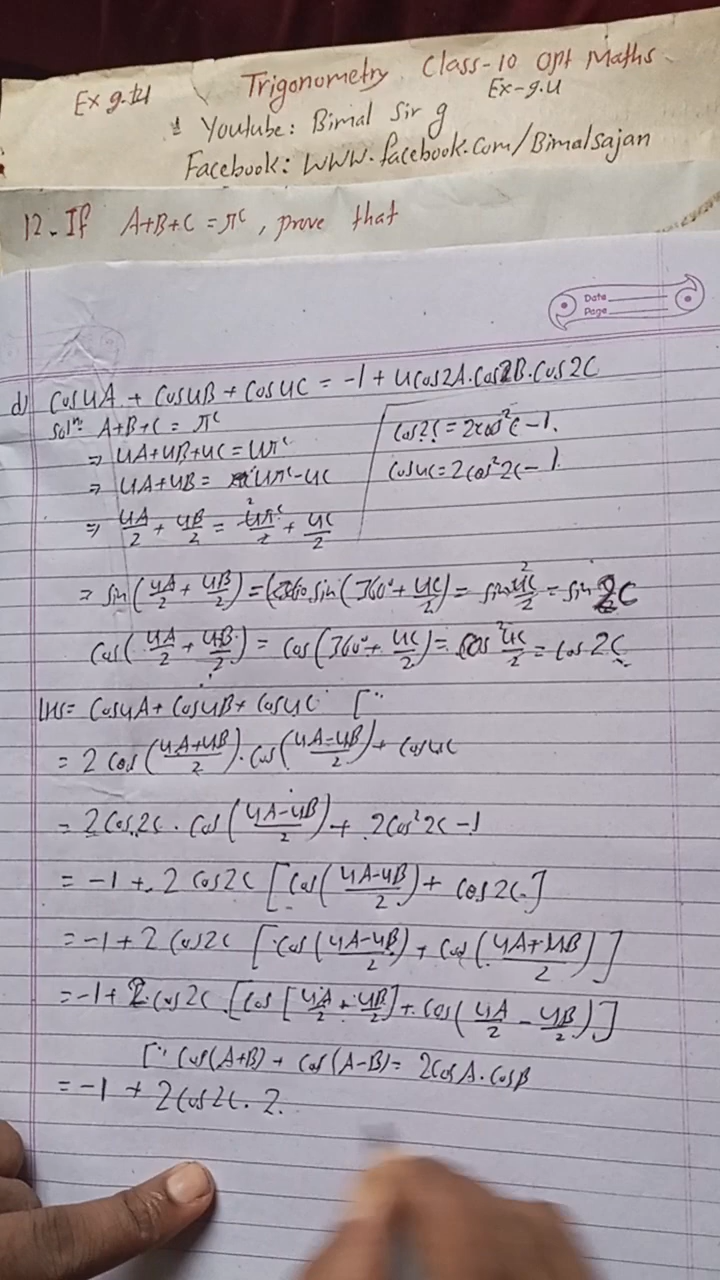 Ex 9.4 Trigonometry Class-10 Opt Maths
Ex-9.4
Youtube: Bimal Sir g
Facebook: WWW.facebook.Com/Bimalsajan
12. If A+B+C = π^c, prove that
Date
Page
d) Cos4A + Cos4B + Cos4C = -1 + 4Cos2A.Cos2B.Cos2C
Solⁿ: A+B+C = π^c
⇒ 4A+4B+4C = 4π^c
⇒ 4A+4B = 4π^c-4C
⇒ 4A/2 + 4B/2 = 4π^c/2 + 4C/2
Cos2C = 2cos²C-1.
Cos4C = 2Cos²2C-1
⇒ Sin(4A/2 + 4B/2) = Sin(360°+ 4C/2) = Sin 4C/2 = Sin 2C
Cos(4A/2 + 4B/2) = Cos(360°+ 4C/2) = Cos 4C/2 = Cos 2C
LHS = Cos4A + Cos4B + Cos4C [∵
= 2 Cos((4A+4B)/2).Cos((4A-4B)/2) + Cos4C
= 2Cos2C . Cos((4A-4B)/2) + 2Cos²2C -1
= -1 + 2 Cos2C [Cos((4A-4B)/2) + Cos2C]
= -1 + 2 Cos2C [Cos((4A-4B)/2) + Cos((4A+4B)/2)]
= -1 + 2.Cos2C.[Cos[4A/2 + 4B/2] + Cos(4A/2 - 4B/2)]
[∵ Cos(A+B) + Cos(A-B) = 2CosA.CosB
= -1 + 2Cos2C. 2.